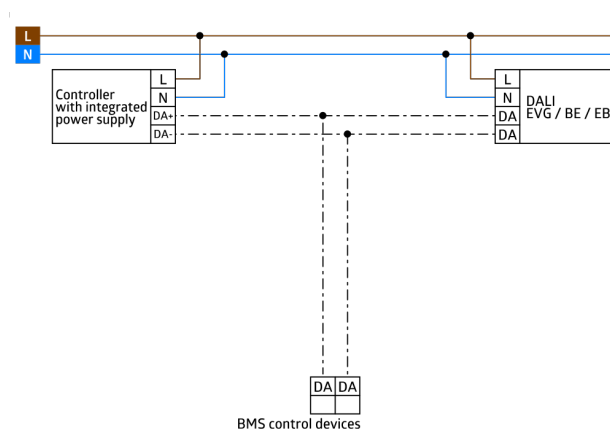 L
N
Controller
with integrated
power supply
L
N
DA+
DA-
L
N
DA
DA
DALI
EVG / BE / EB
DA DA
BMS control devices